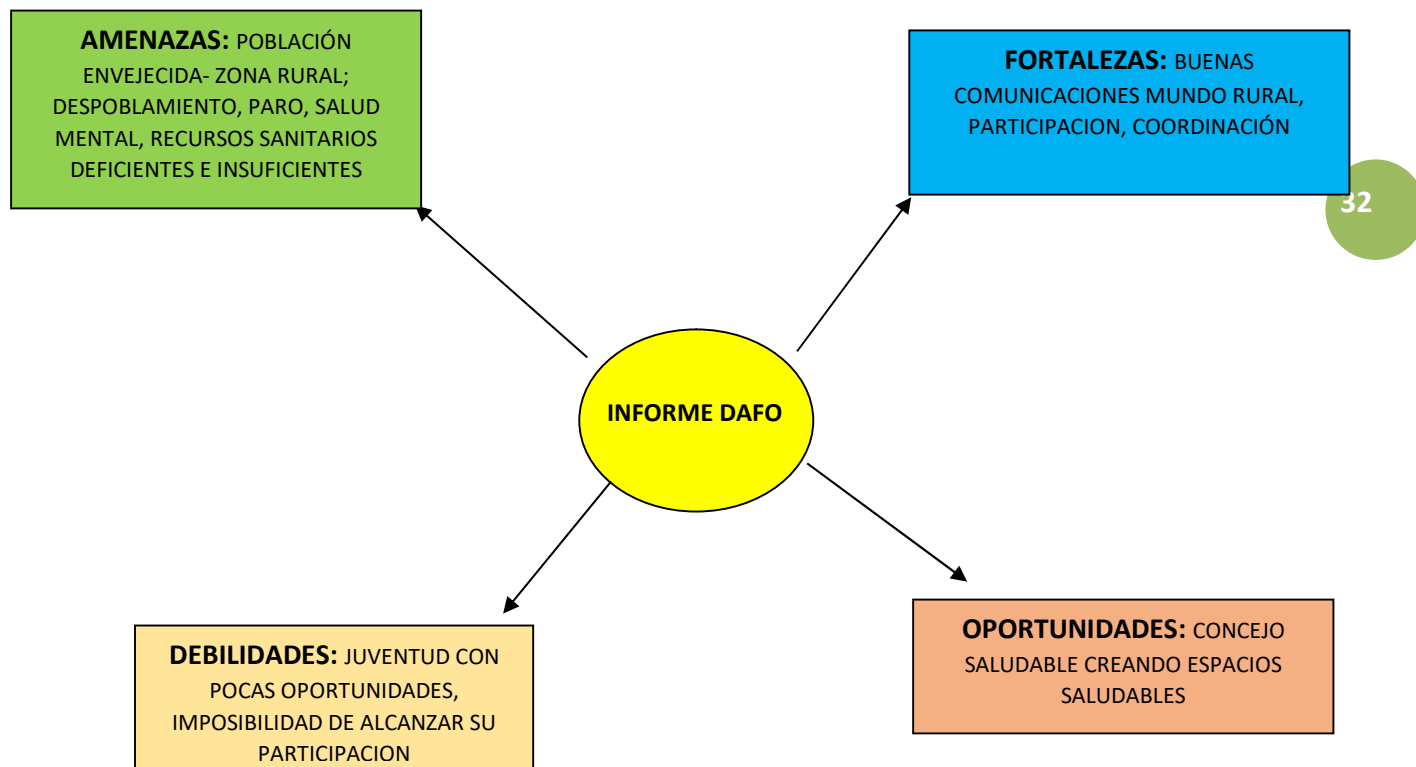 AMENAZAS: POBLACIÓN
ENVEJECIDA- ZONA RURAL;
DESPOBLAMIENTO, PARO, SALUD
MENTAL, RECURSOS SANITARIOS
DEFICIENTES E INSUFICIENTES
FORTALEZAS: BUENAS
COMUNICACIONES MUNDO RURAL,
PARTICIPACION, COORDINACIÓN
32
INFORME DAFO
DEBILIDADES: JUVENTUD CON
POCAS OPORTUNIDADES,
IMPOSIBILIDAD DE ALCANZAR SU
PARTICIPACION
OPORTUNIDADES: CONCEJO
SALUDABLE CREANDO ESPACIOS
SALUDABLES